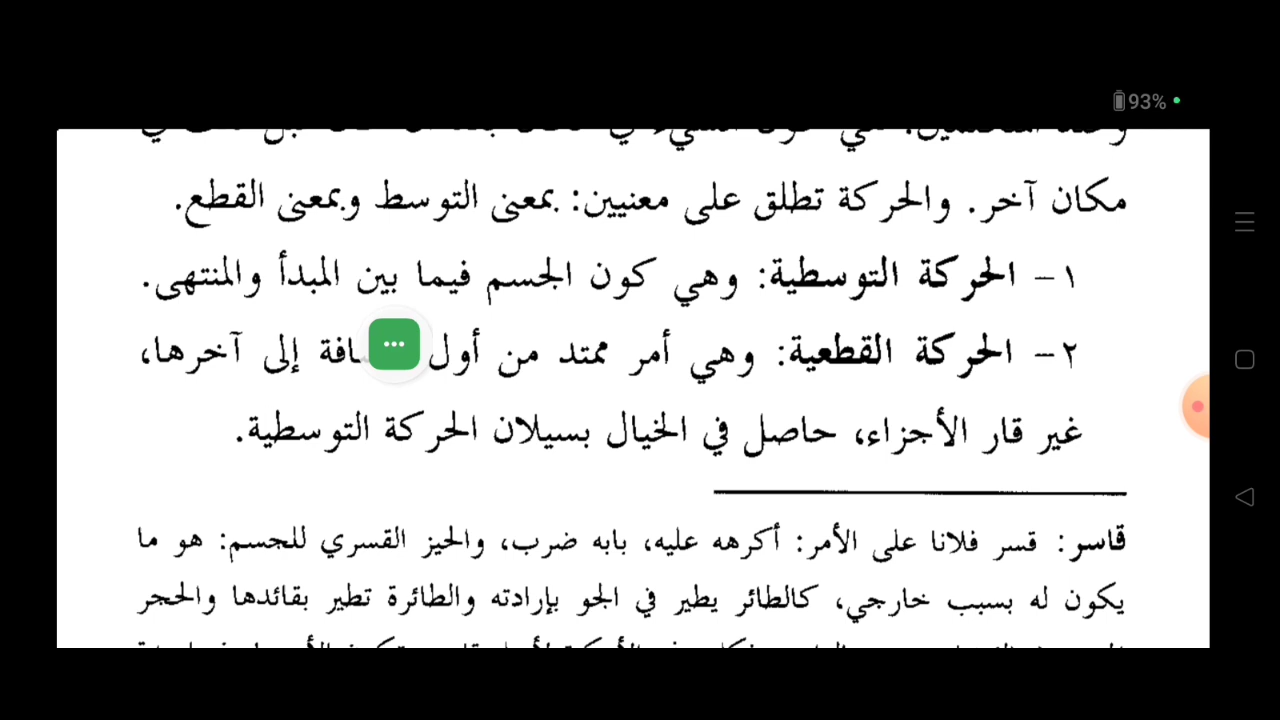 93%
مكان آخر. والحركة تطلق على معنيين: بمعنى التوسط وبمعنى القطع.
١– الحركة التوسطية: وهي كون الجسم فيما بين المبدأ والمنتهى.
٢– الحركة القطعية: وهي أمر ممتد من أول إلى آخرها،
غير قار الأجزاء، حاصل في الخيال بسيلان الحركة التوسطية.
قاسر: قسر فلانا على الأمر: أكرهه عليه، بابه ضرب، والحيز القسري للجسم: هو ما
يكون له بسبب خارجي، كالطائر يطير في الجو بإرادته والطائرة تطير بقائدها والحجر